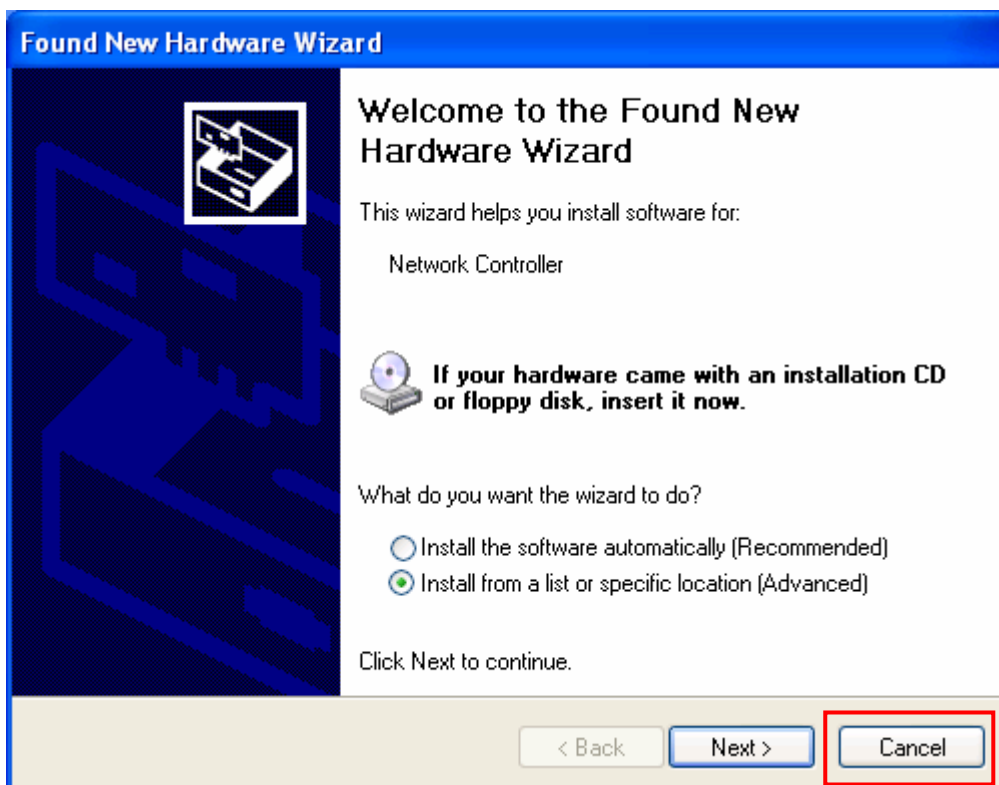 Found New Hardware Wizard
Welcome to the Found New
Hardware Wizard
This wizard helps you install software for:
Network Controller
If your hardware came with an installation CD
or floppy disk, insert it now.
What do you want the wizard to do?
Install the software automatically (Recommended)
Install from a list or specific location (Advanced)
Click Next to continue.
< Back Next > Cancel